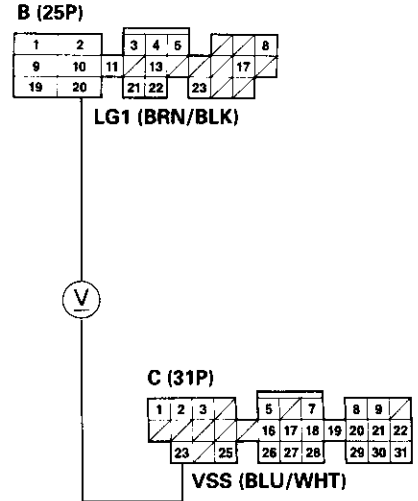 B (25P)
1 2 3 4 5 8
9 10 11 13 17
19 20 21 22 23
LG1 (BRN/BLK)
V
C (31P)
1 2 3 5 7 8 9
16 17 18 19 20 21 22
23 25 26 27 28 29 30 31
VSS (BLU/WHT)